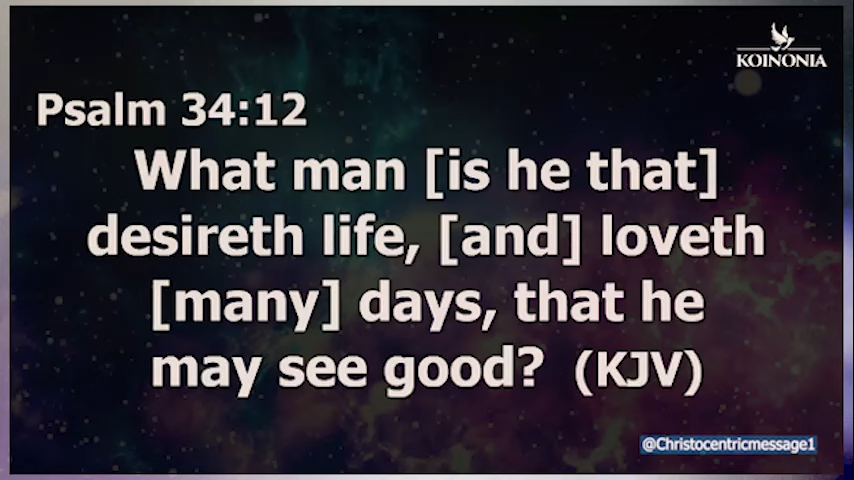 KOINONIA
Psalm 34:12
What man [is he that]
desireth life, [and] loveth
[many] days, that he
may see good? (KJV)
@Christocentricmessage1